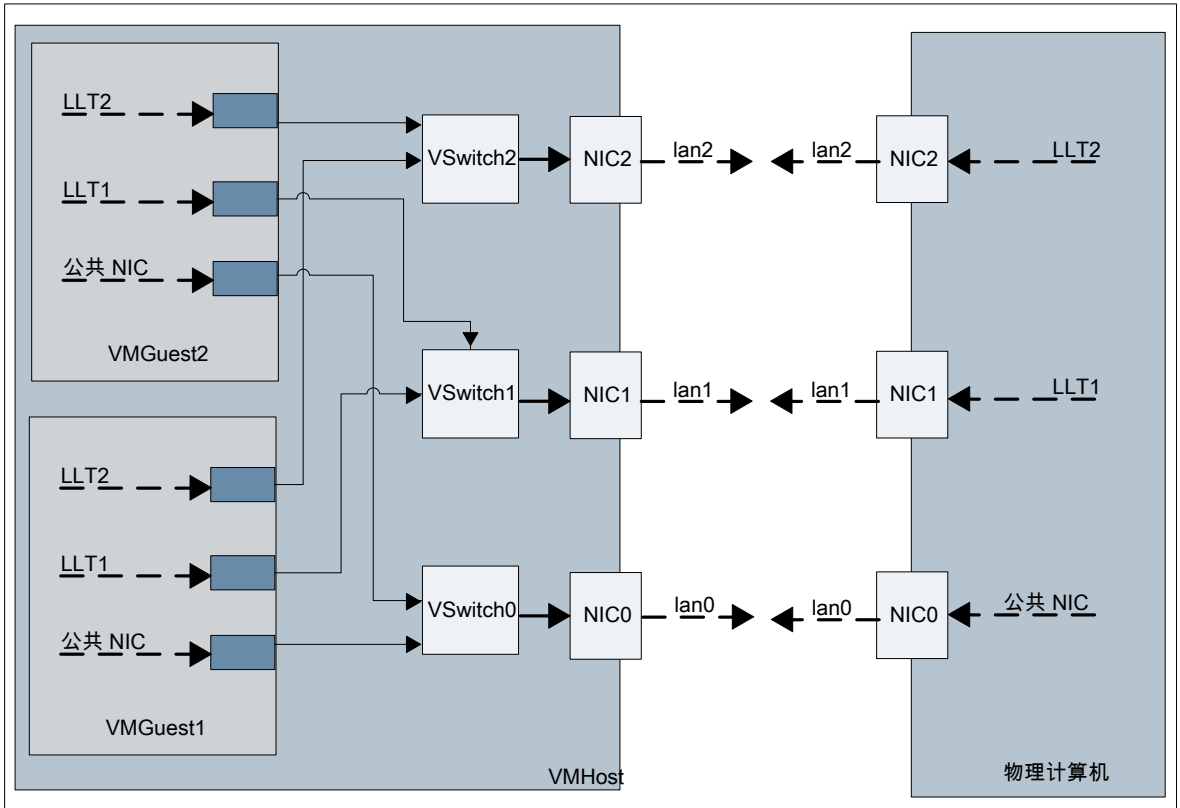 LLT2
LLT1
公共 NIC
VMGuest2
LLT2
LLT1
公共 NIC
VMGuest1
VSwitch2
VSwitch1
VSwitch0
NIC2
NIC1
NIC0
VMHost
lan2
lan2
lan1
lan1
lan0
lan0
NIC2
NIC1
NIC0
LLT2
LLT1
公共 NIC
物理计算机